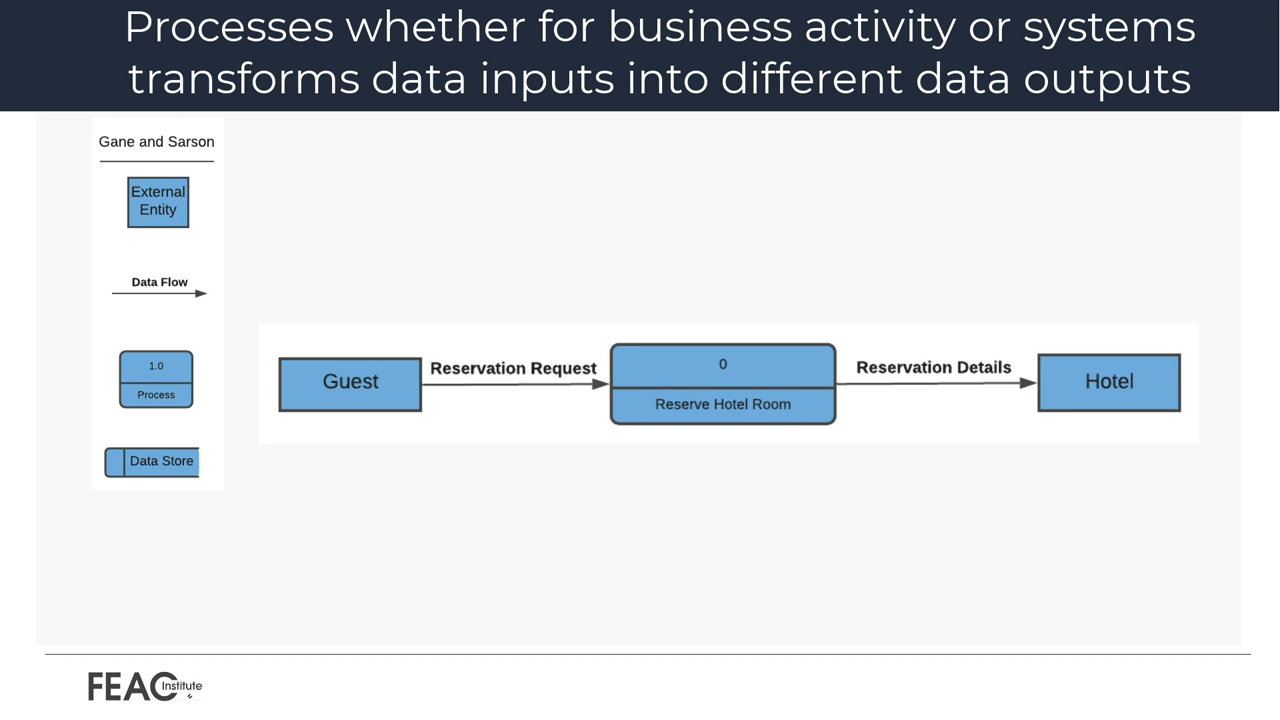 Processes whether for business activity or systems
transforms data inputs into different data outputs
Gane and Sarson
External
Entity
Data Flow
1.0
Process
Data Store
Guest
Reservation Request
0
Reserve Hotel Room
Reservation Details
Hotel
FEAC Institute